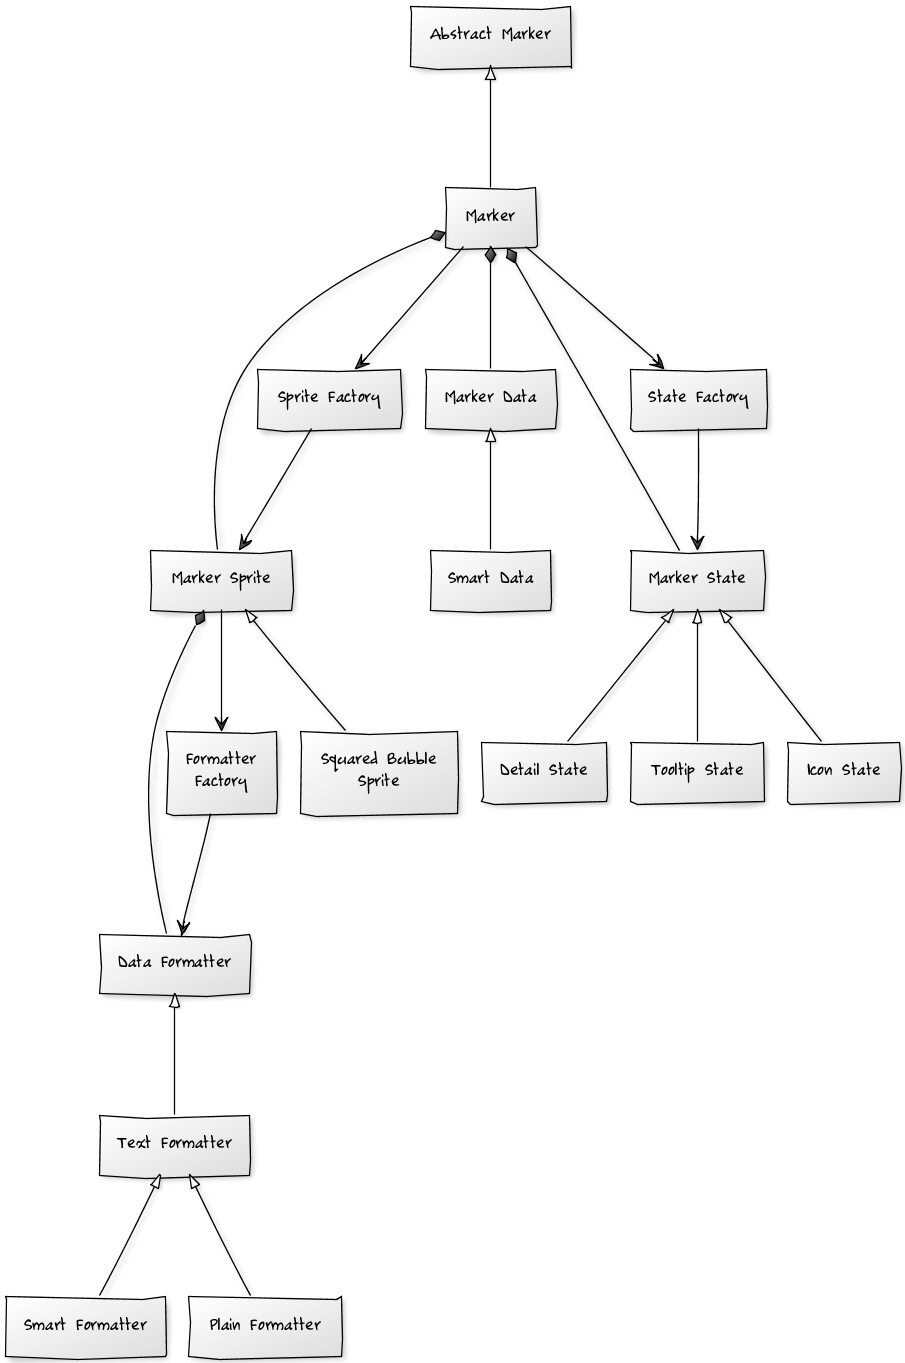 Abstract Marker
Marker
Sprite Factory
Marker Data
State Factory
Marker Sprite
Smart Data
Marker State
Formatter
Factory
Squared Bubble
Sprite
Detail State
Tooltip State
Icon State
Data Formatter
Text Formatter
Smart Formatter
Plain Formatter